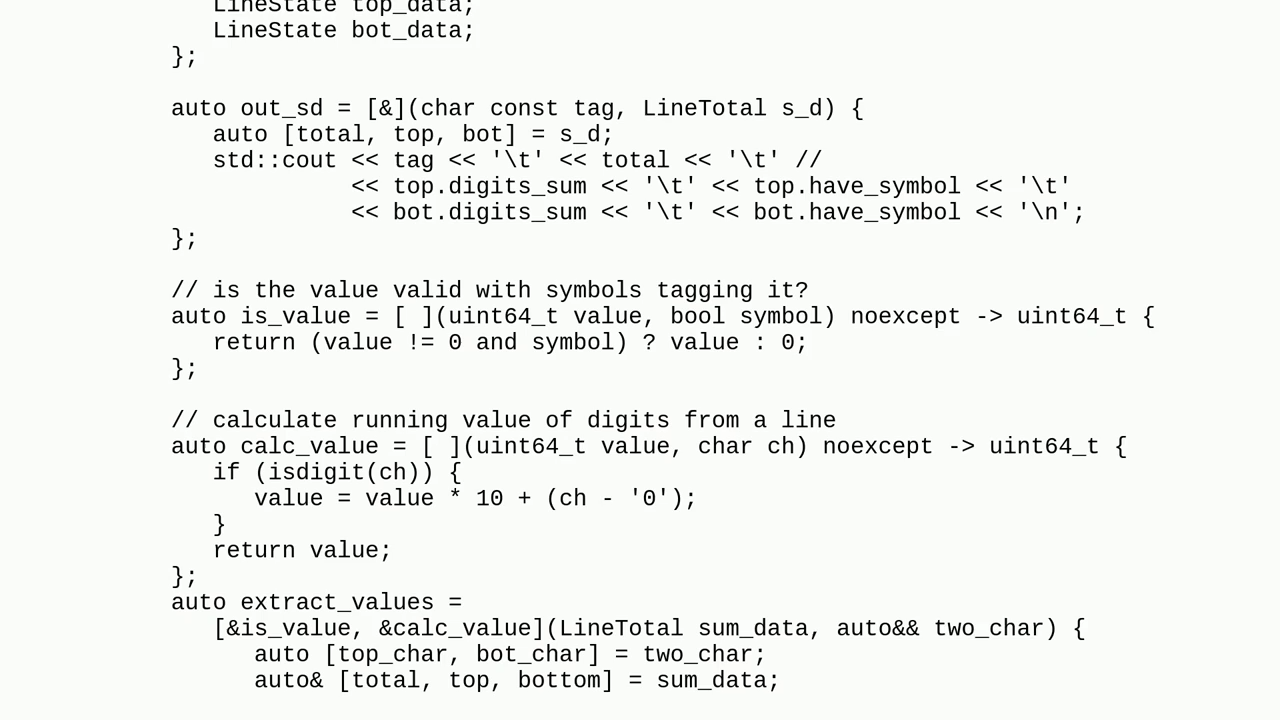 LineState top_data;
LineState bot_data;
};
auto out_sd = [&](char const tag, LineTotal s_d) {
auto [total, top, bot] = s_d;
std::cout << tag << '\t' << total << '\t' //
<< top.digits_sum << '\t' << top.have_symbol << '\t'
<< bot.digits_sum << '\t' << bot.have_symbol << '\n';
};
// is the value valid with symbols tagging it?
auto is_value = [ ](uint64_t value, bool symbol) noexcept -> uint64_t {
return (value != 0 and symbol) ? value : 0;
};
// calculate running value of digits from a line
auto calc_value = [ ](uint64_t value, char ch) noexcept -> uint64_t {
if (isdigit(ch)) {
value = value * 10 + (ch - '0');
}
return value;
};
auto extract_values =
[&is_value, &calc_value](LineTotal sum_data, auto&& two_char) {
auto [top_char, bot_char] = two_char;
auto& [total, top, bottom] = sum_data;